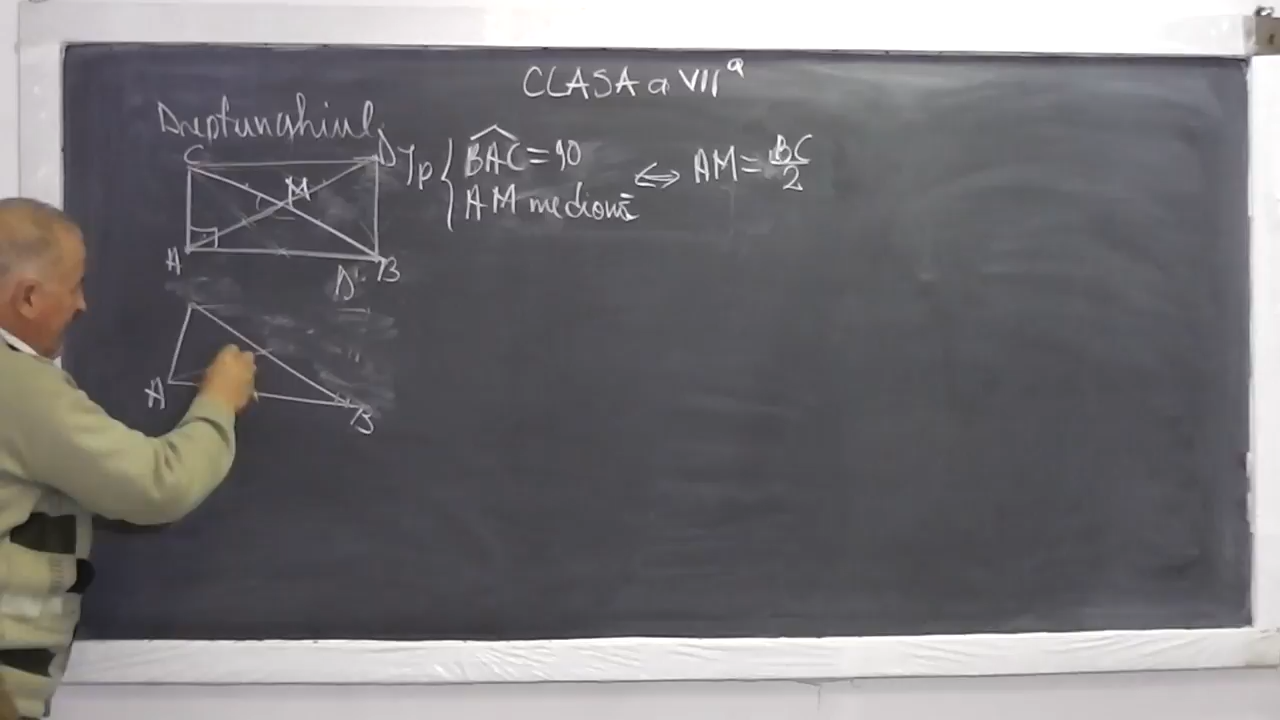 CLASA a VII a
Dreptunghiul
C D
M
A B
D'
Ip { BAC = 90
AM mediană
⇔ AM = BC/2
A B